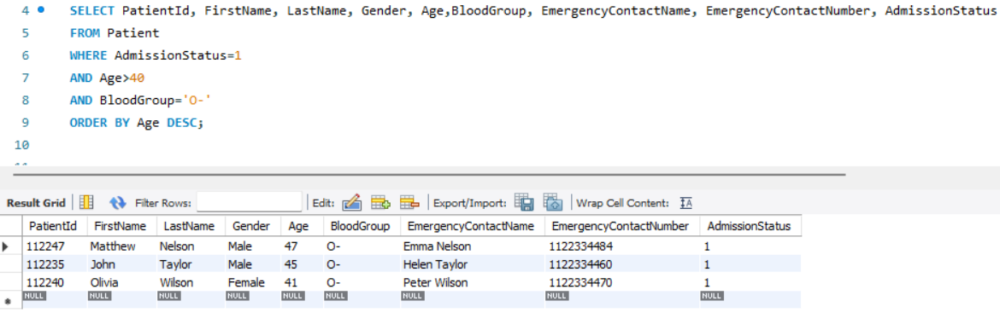 4 SELECT PatientId, FirstName, LastName, Gender, Age,BloodGroup, EmergencyContactName, EmergencyContactNumber, AdmissionStatus
5 FROM Patient
6 WHERE AdmissionStatus=1
7 AND Age>40
8 AND BloodGroup='O-'
9 ORDER BY Age DESC;
10
Result Grid Filter Rows: Edit: Export/Import: Wrap Cell Content: IA
PatientId FirstName LastName Gender Age BloodGroup EmergencyContactName EmergencyContactNumber AdmissionStatus
112247 Matthew Nelson Male 47 O- Emma Nelson 1122334484 1
112235 John Taylor Male 45 O- Helen Taylor 1122334460 1
112240 Olivia Wilson Female 41 O- Peter Wilson 1122334470 1
NULL NULL NULL NULL NULL NULL NULL NULL NULL